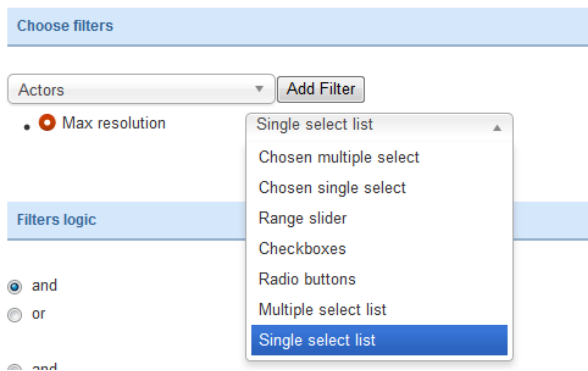 Choose filters
Actors
Add Filter
Max resolution
Single select list
Chosen multiple select
Chosen single select
Range slider
Checkboxes
Radio buttons
Multiple select list
Single select list
Filters logic
and
or
and